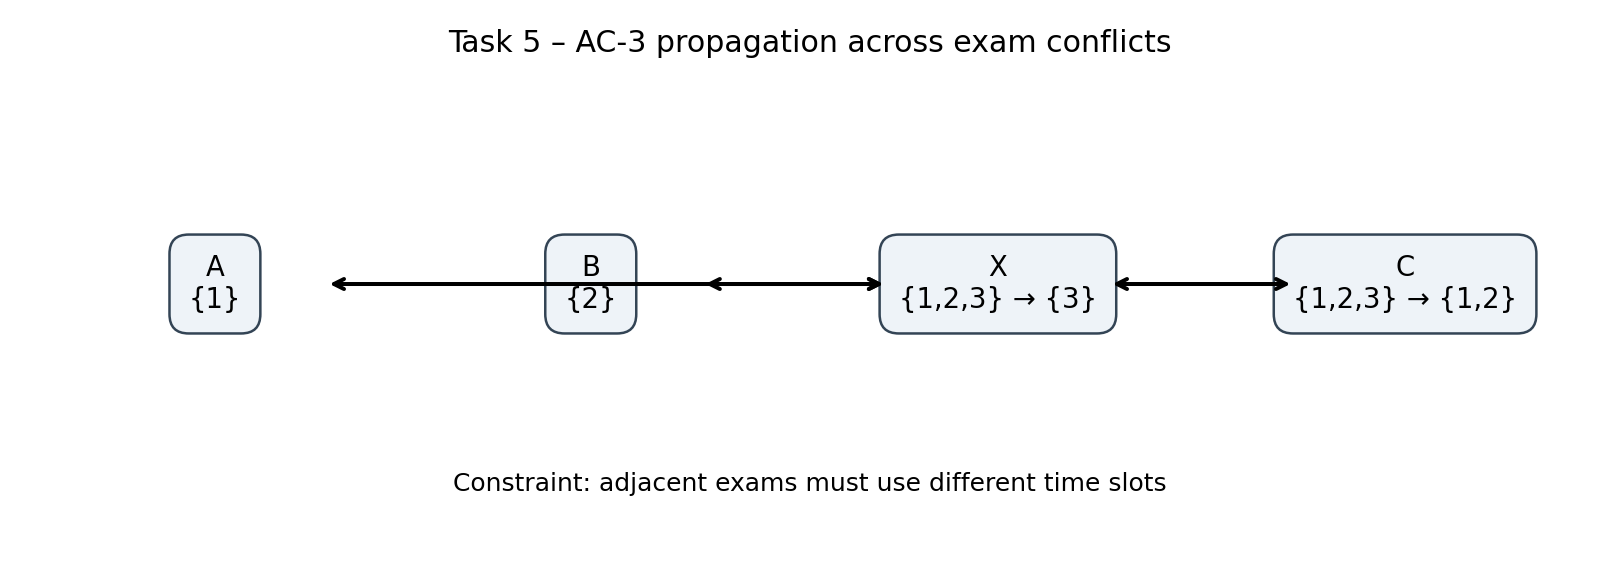 Task 5 – AC-3 propagation across exam conflicts
A
{1}
B
{2}
X
{1,2,3} → {3}
C
{1,2,3} → {1,2}
Constraint: adjacent exams must use different time slots